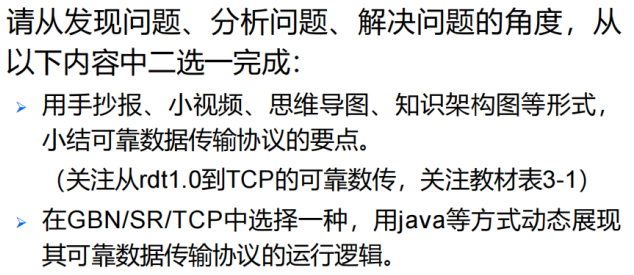 请从发现问题、分析问题、解决问题的角度，从
以下内容中二选一完成：
用手抄报、小视频、思维导图、知识架构图等形式，
小结可靠数据传输协议的要点。
（关注从rdt1.0到TCP的可靠数传，关注教材表3-1）
在GBN/SR/TCP中选择一种，用java等方式动态展现
其可靠数据传输协议的运行逻辑。